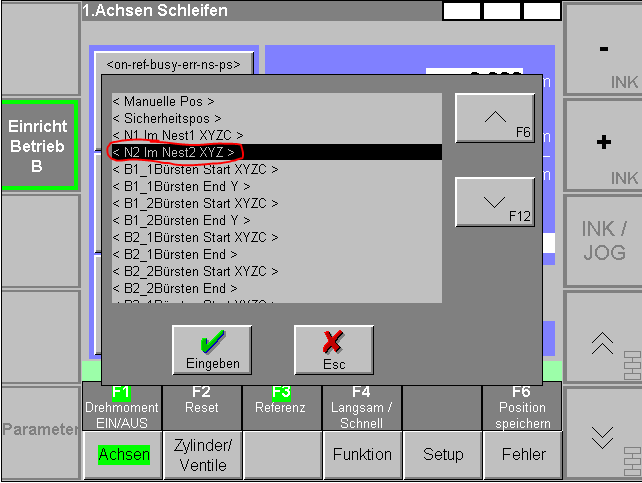 1.Achsen Schleifen
<on-ref-busy-err-ns-ps>
-
INK
< Manuelle Pos >
< Sicherheitspos >
< N1 Im Nest1 XYZC >
< N2 Im Nest2 XYZ >
< B1_1Bürsten Start XYZC >
< B1_1Bürsten End Y >
< B1_2Bürsten Start XYZC >
< B1_2Bürsten End Y >
< B2_1Bürsten Start XYZC >
< B2_1Bürsten End >
< B2_2Bürsten Start XYZC >
< B2_2Bürsten End >
F6
F12
Einricht
Betrieb
B
+
INK
INK /
JOG
Eingeben
Esc
F1
Drehmoment
EIN/AUS
F2
Reset
F3
Referenz
F4
Langsam /
Schnell
F6
Position
speichern
Parameter
Achsen
Zylinder/
Ventile
Funktion
Setup
Fehler